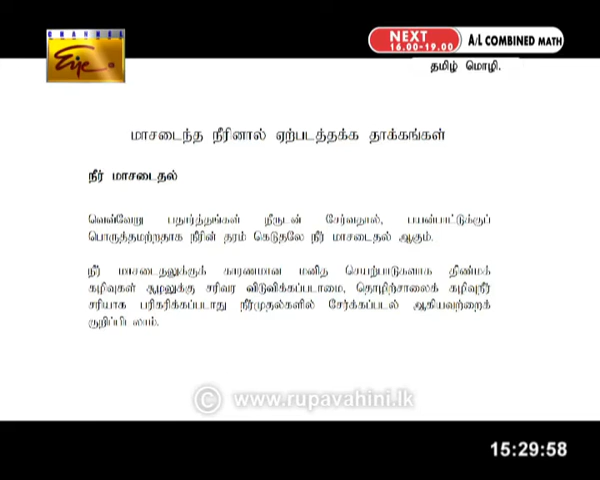 CHANNEL
Eye
NEXT
16.00-19.00
A/L COMBINED MATH
தமிழ் மொழி.
மாசடைந்த நீரினால் ஏற்படத்தக்க தாக்கங்கள்
நீர் மாசடைதல்
வெவ்வேறு பதார்த்தங்கள் நீருடன் சேர்வதால், பயன்பாட்டுக்குப்
பொருத்தமற்றதாக நீரின் தரம் கெடுதலே நீர் மாசடைதல் ஆகும்.
நீர் மாசடைதலுக்குக் காரணமான மனித செயற்பாடுகளாக திண்மக்
கழிவுகள் சூழலுக்கு சரிவர விடுவிக்கப்படாமை, தொழிற்சாலைக் கழிவுநீர்
சரியாக பரிகரிக்கப்படாது நீர்முதல்களில் சேர்க்கப்படல் ஆகியவற்றைக்
குறிப்பிடலாம்.
© www.rupavahini.lk
15:29:58